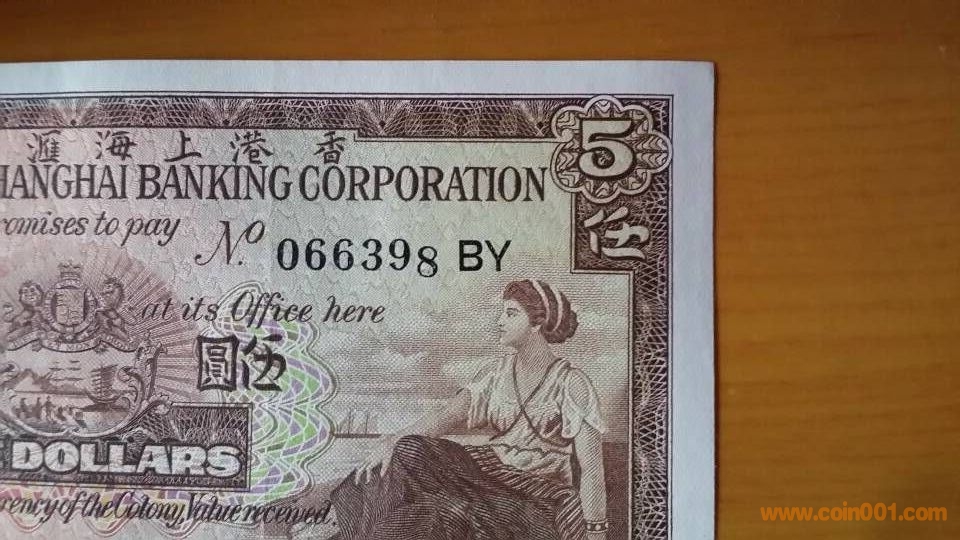 香港上海滙
HANGHAI BANKING CORPORATION
5
伍
omises to pay
No. 066398 BY
at its Office here
伍圓
DOLLARS
rrency of the Colony, Value received.
www.coin001.com